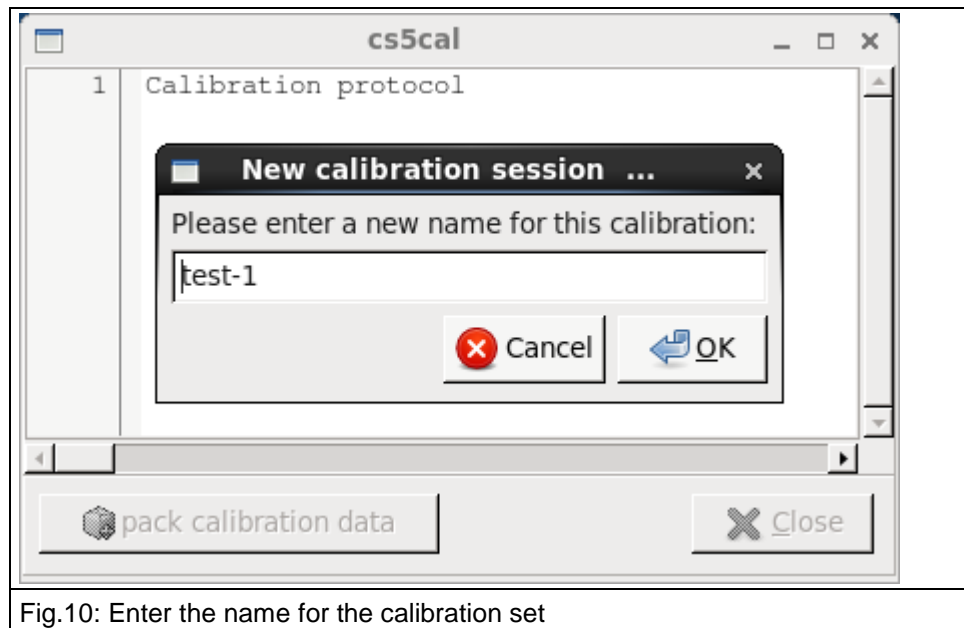 cs5cal
1 Calibration protocol
New calibration session ...
Please enter a new name for this calibration:
test-1
Cancel OK
pack calibration data Close
Fig.10: Enter the name for the calibration set